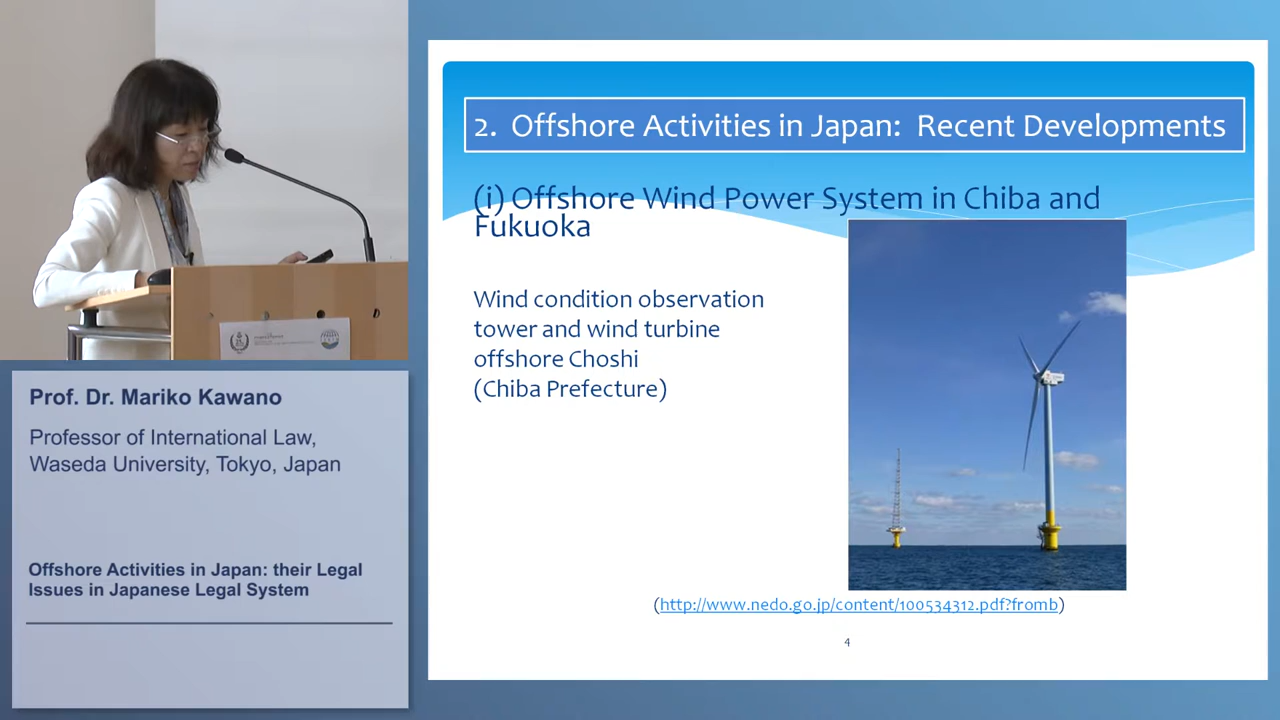 Prof. Dr. Mariko Kawano
Professor of International Law,
Waseda University, Tokyo, Japan
Offshore Activities in Japan: their Legal
Issues in Japanese Legal System
2. Offshore Activities in Japan: Recent Developments
(i) Offshore Wind Power System in Chiba and
Fukuoka
Wind condition observation
tower and wind turbine
offshore Choshi
(Chiba Prefecture)
(http://www.nedo.go.jp/content/100534312.pdf?fromb)
4